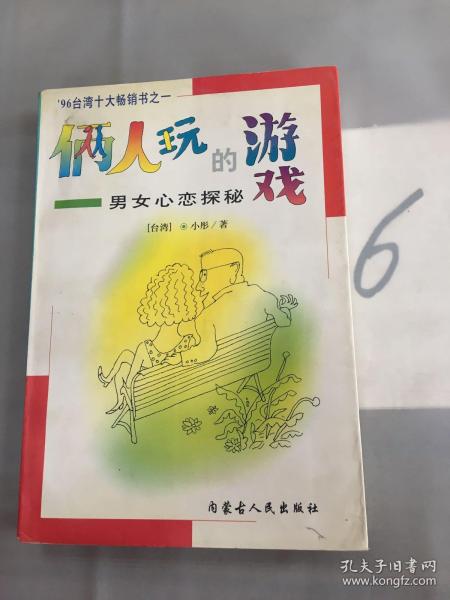 '96台湾十大畅销书之一
俩人玩的游戏
男女心恋探秘
[台湾] 小彤/著
内蒙古人民出版社
6
孔夫子旧书网
www.kongfz.com